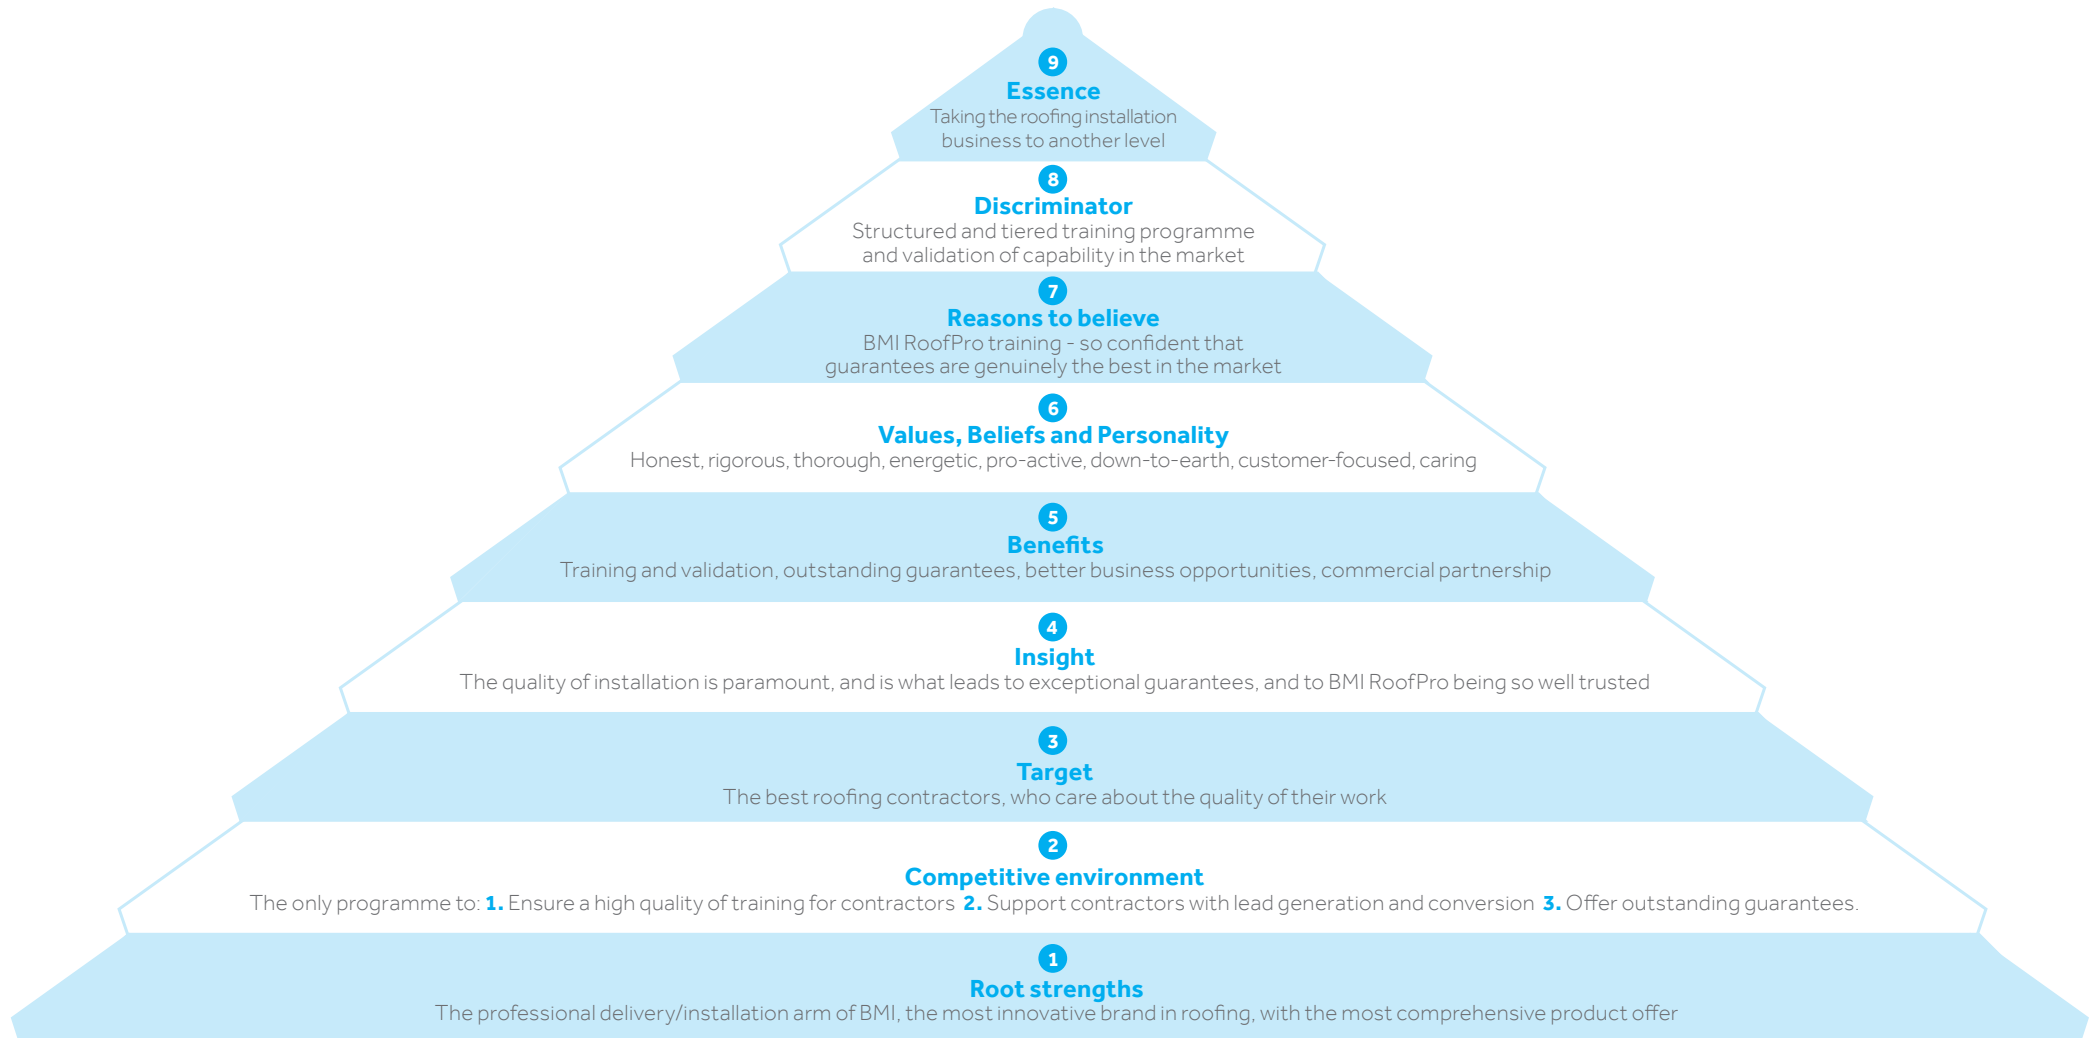 9
Essence
Taking the roofing installation
business to another level
8
Discriminator
Structured and tiered training programme
and validation of capability in the market
7
Reasons to believe
BMI RoofPro training - so confident that
guarantees are genuinely the best in the market
6
Values, Beliefs and Personality
Honest, rigorous, thorough, energetic, pro-active, down-to-earth, customer-focused, caring
5
Benefits
Training and validation, outstanding guarantees, better business opportunities, commercial partnership
4
Insight
The quality of installation is paramount, and is what leads to exceptional guarantees, and to BMI RoofPro being so well trusted
3
Target
The best roofing contractors, who care about the quality of their work
2
Competitive environment
The only programme to: 1. Ensure a high quality of training for contractors 2. Support contractors with lead generation and conversion 3. Offer outstanding guarantees.
1
Root strengths
The professional delivery/installation arm of BMI, the most innovative brand in roofing, with the most comprehensive product offer